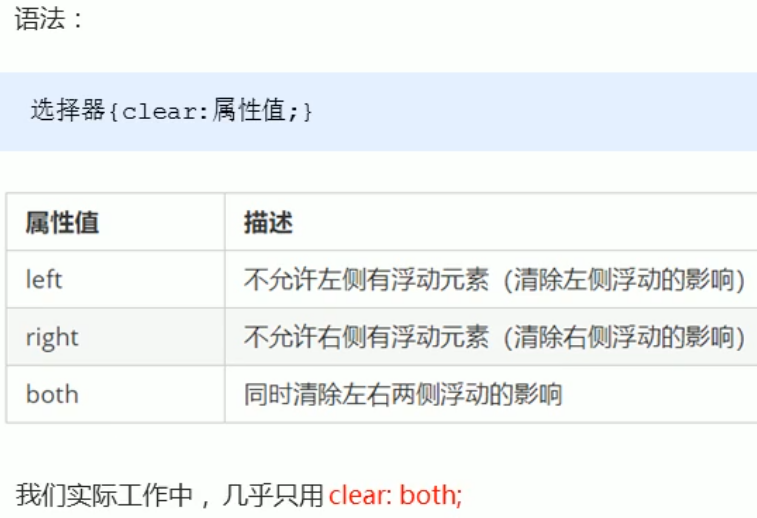 语法：
选择器{clear:属性值;}
属性值 描述
left 不允许左侧有浮动元素（清除左侧浮动的影响）
right 不允许右侧有浮动元素（清除右侧浮动的影响）
both 同时清除左右两侧浮动的影响
我们实际工作中，几乎只用 clear: both;